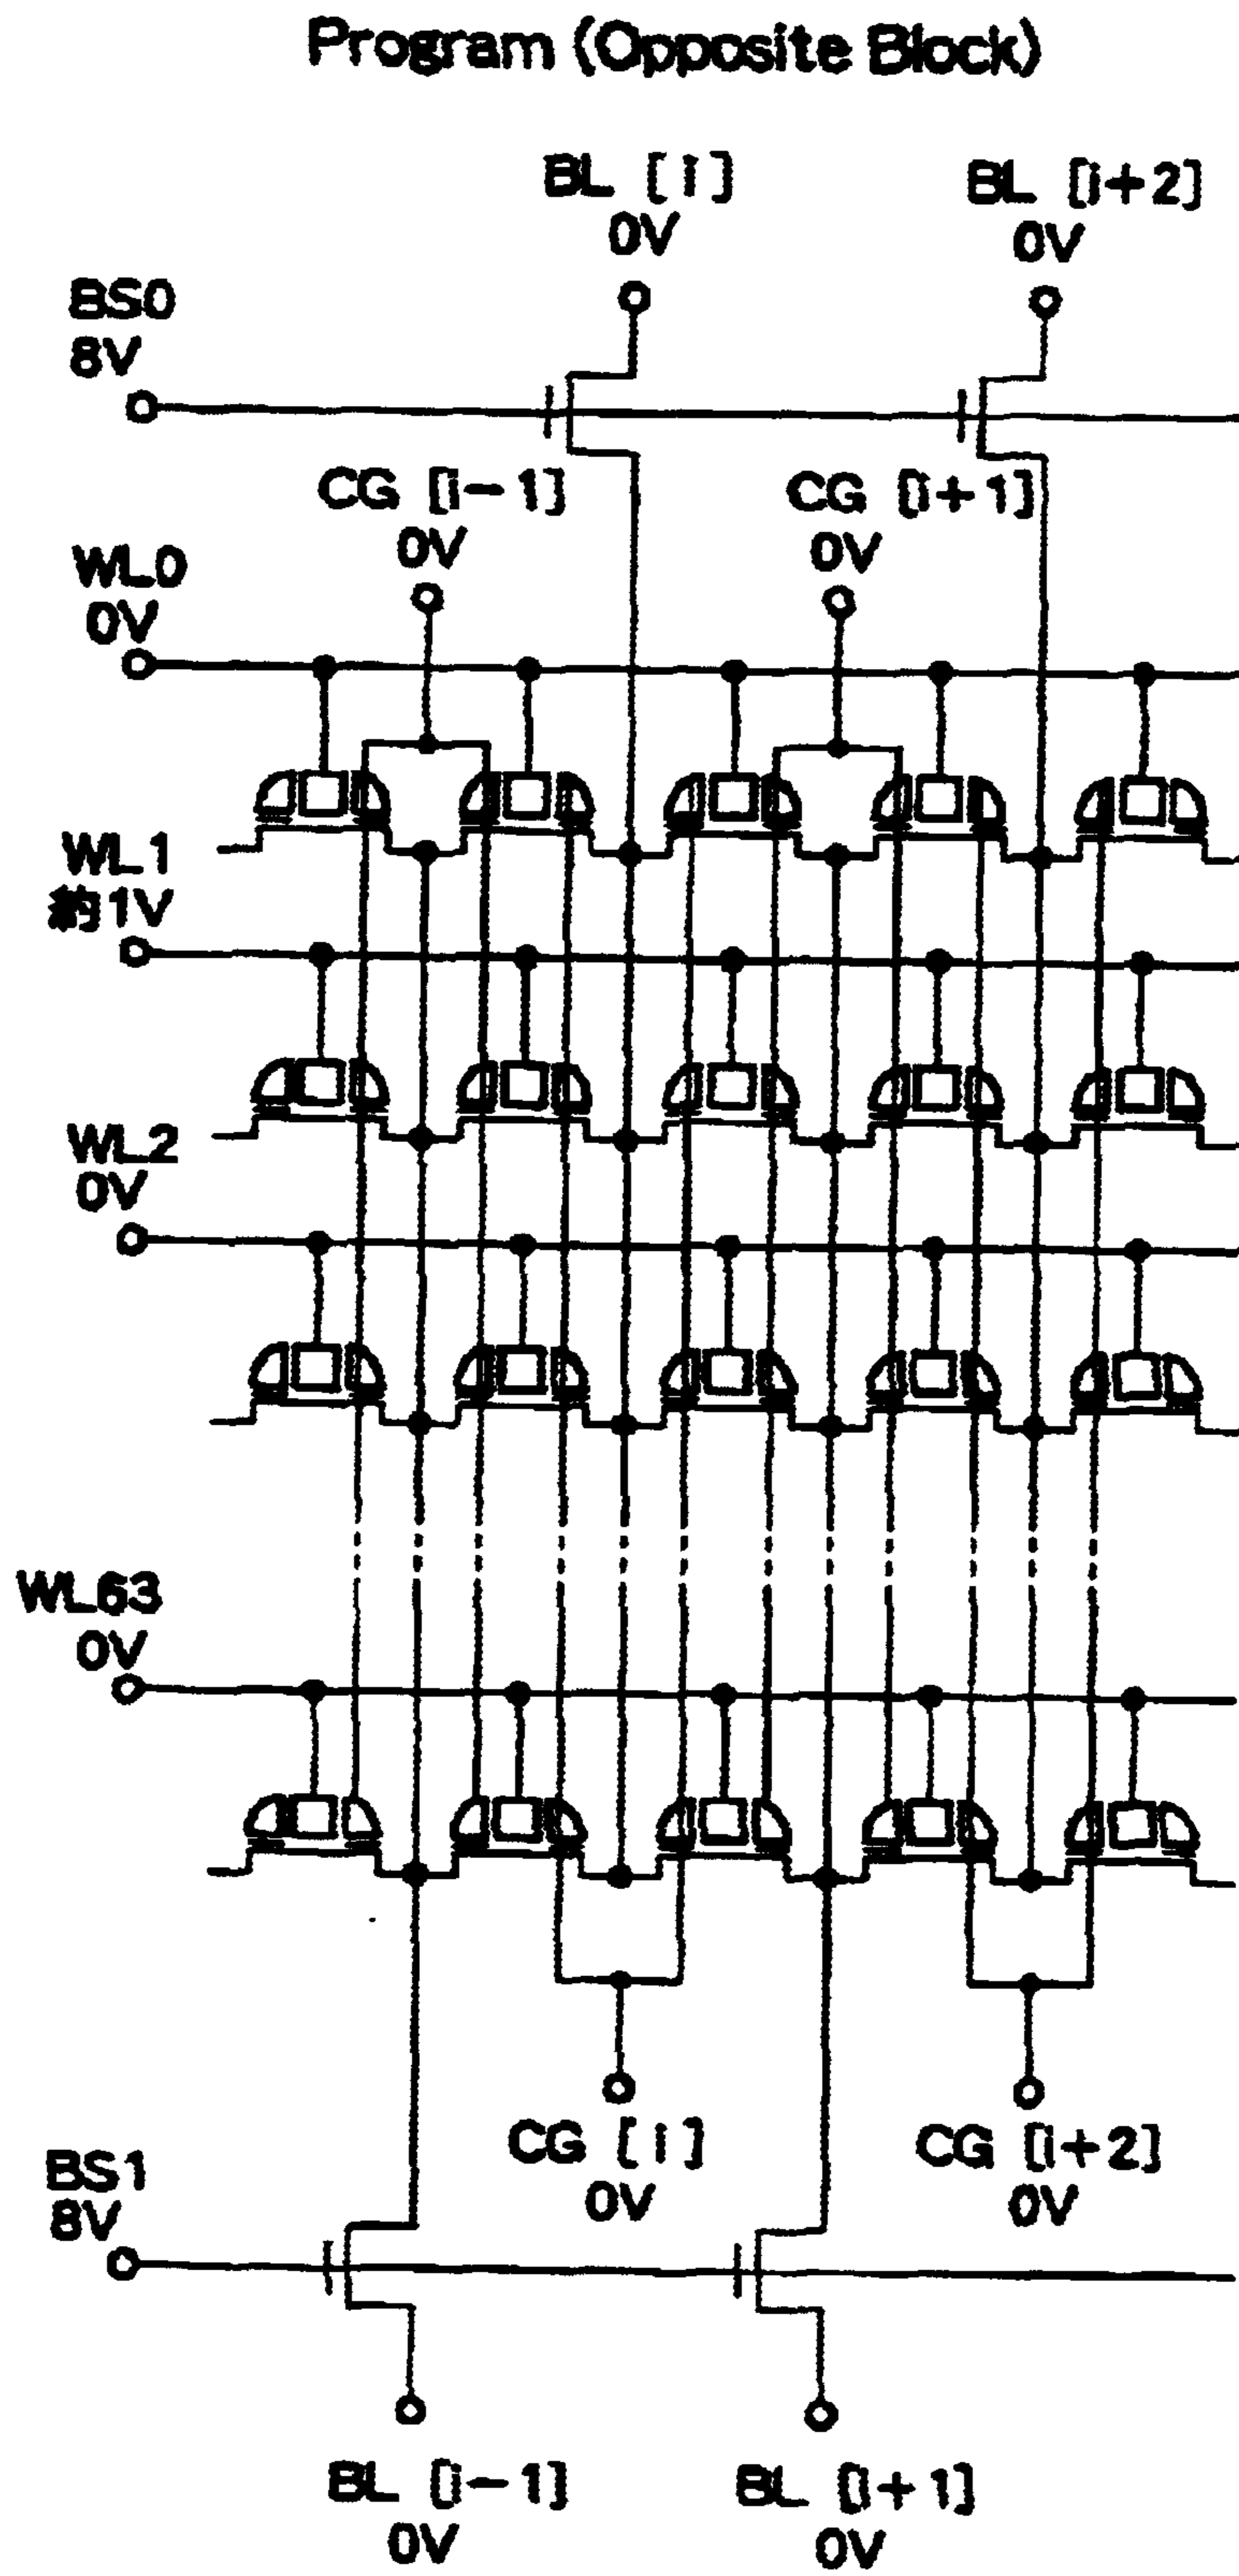 Program (Opposite Block)
BL [i]
0V
BL [i+2]
0V
BS0
8V
CG [i-1]
0V
CG [i+1]
0V
WL0
0V
WL1
約1V
WL2
0V
WL63
0V
CG [i]
0V
CG [i+2]
0V
BS1
8V
BL [i-1]
0V
BL [i+1]
0V